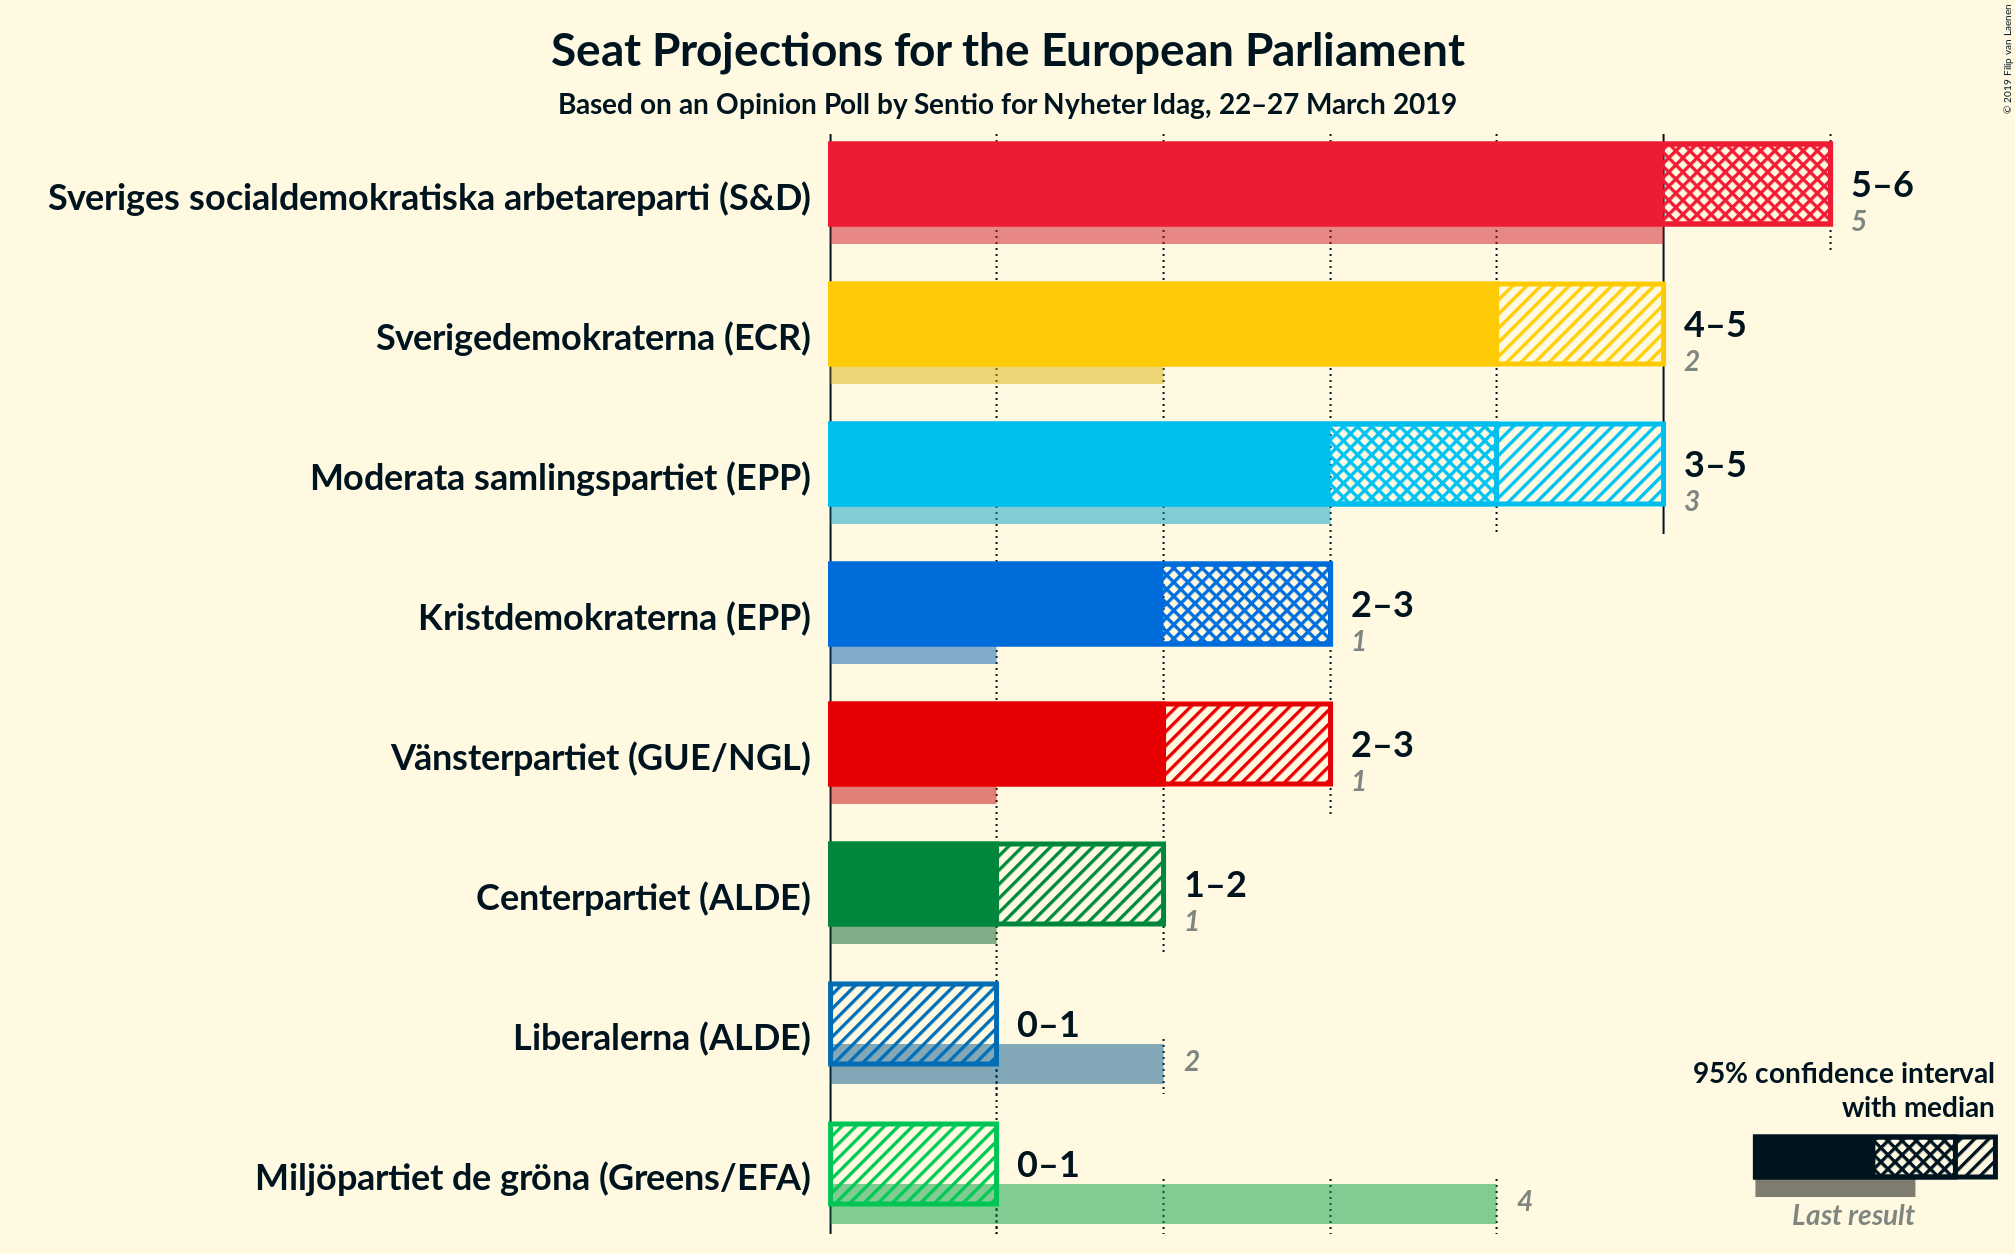 Seat Projections for the European Parliament
Based on an Opinion Poll by Sentio for Nyheter Idag, 22–27 March 2019
© 2019 Filip van Laenen
Sveriges socialdemokratiska arbetareparti (S&D)
5–6
5
Sverigedemokraterna (ECR)
4–5
2
Moderata samlingspartiet (EPP)
3–5
3
Kristdemokraterna (EPP)
2–3
1
Vänsterpartiet (GUE/NGL)
2–3
1
Centerpartiet (ALDE)
1–2
1
Liberalerna (ALDE)
0–1
2
Miljöpartiet de gröna (Greens/EFA)
0–1
4
95% confidence interval
with median
Last result